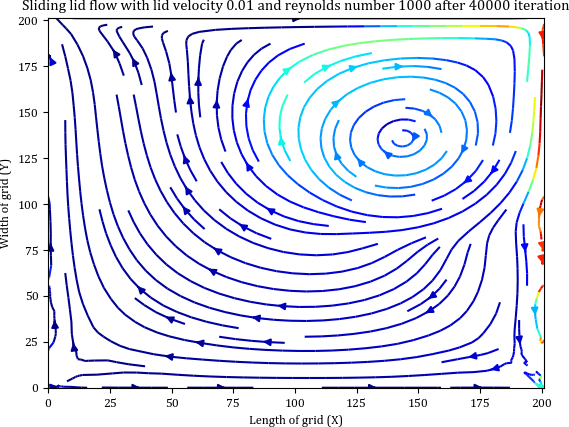 Sliding lid flow with lid velocity 0.01 and reynolds number 1000 after 40000 iteration
200
175
150
125
100
75
50
25
0
Width of grid (Y)
0 25 50 75 100 125 150 175 200
Length of grid (X)